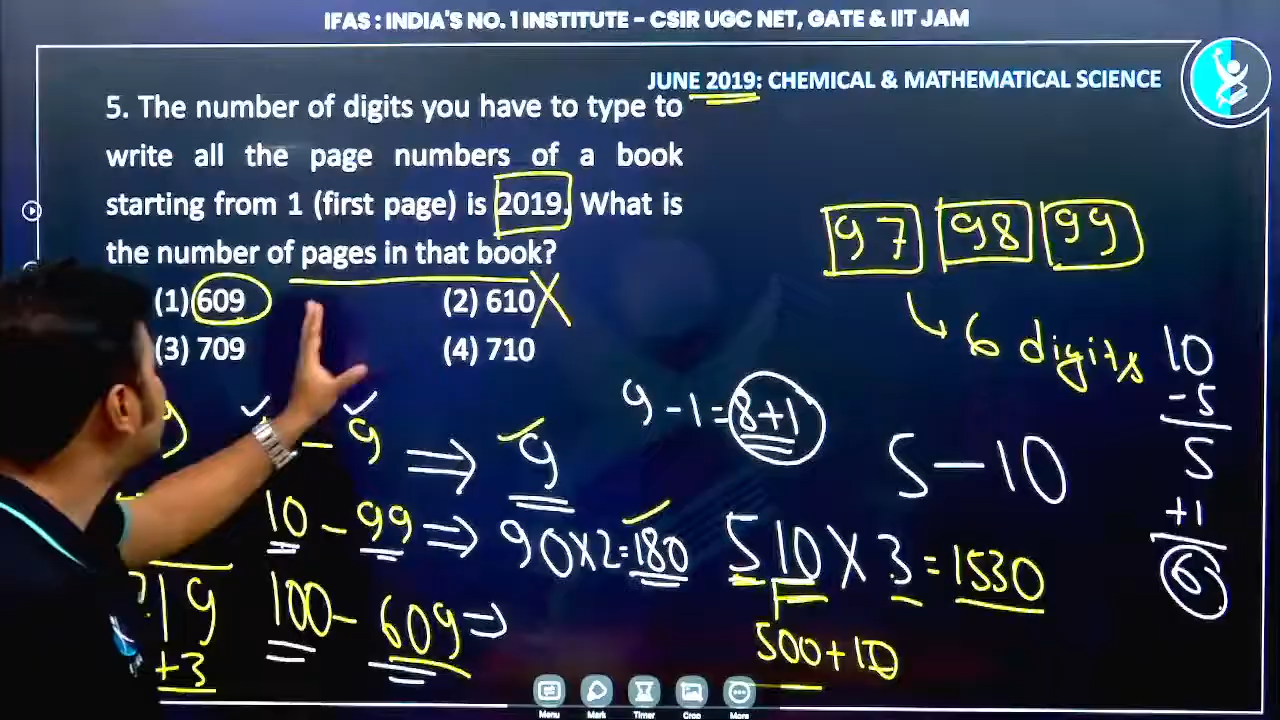 IFAS : INDIA'S NO. 1 INSTITUTE - CSIR UGC NET, GATE & IIT JAM
JUNE 2019: CHEMICAL & MATHEMATICAL SCIENCE
5. The number of digits you have to type to
write all the page numbers of a book
starting from 1 (first page) is 2019. What is
the number of pages in that book?
(1) 609
(2) 610
(3) 709
(4) 710
97 98 99
6 digits
9 - 1 = 8 + 1
5 - 10
10
-5
5
+1
6
- 9 ⇒ 9
10 - 99 ⇒ 90 X 2 = 180
510 X 3 = 1530
500 + 10
100 - 609 ⇒
19
+3
Menu
Mark
Timer
Crop
More